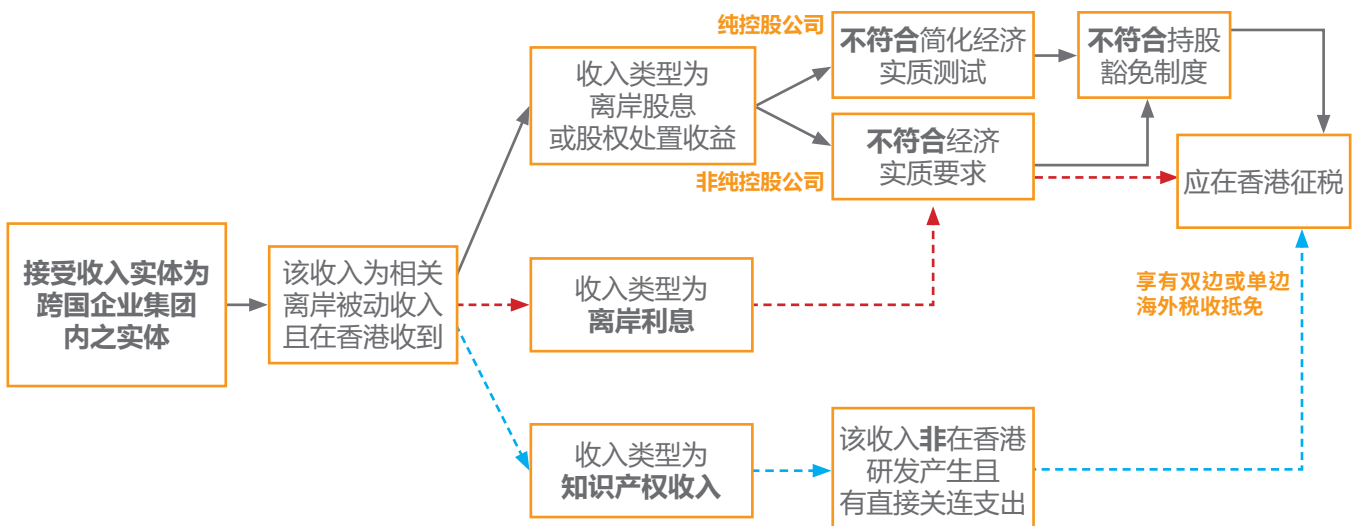 纯控股公司
不符合简化经济
实质测试
不符合持股
豁免制度
收入类型为
离岸股息
或股权处置收益
非纯控股公司
不符合经济
实质要求
应在香港征税
接受收入实体为
跨国企业集团
内之实体
该收入为相关
离岸被动收入
且在香港收到
收入类型为
离岸利息
享有双边或单边
海外税收抵免
收入类型为
知识产权收入
该收入非在香港
研发产生且
有直接关连支出